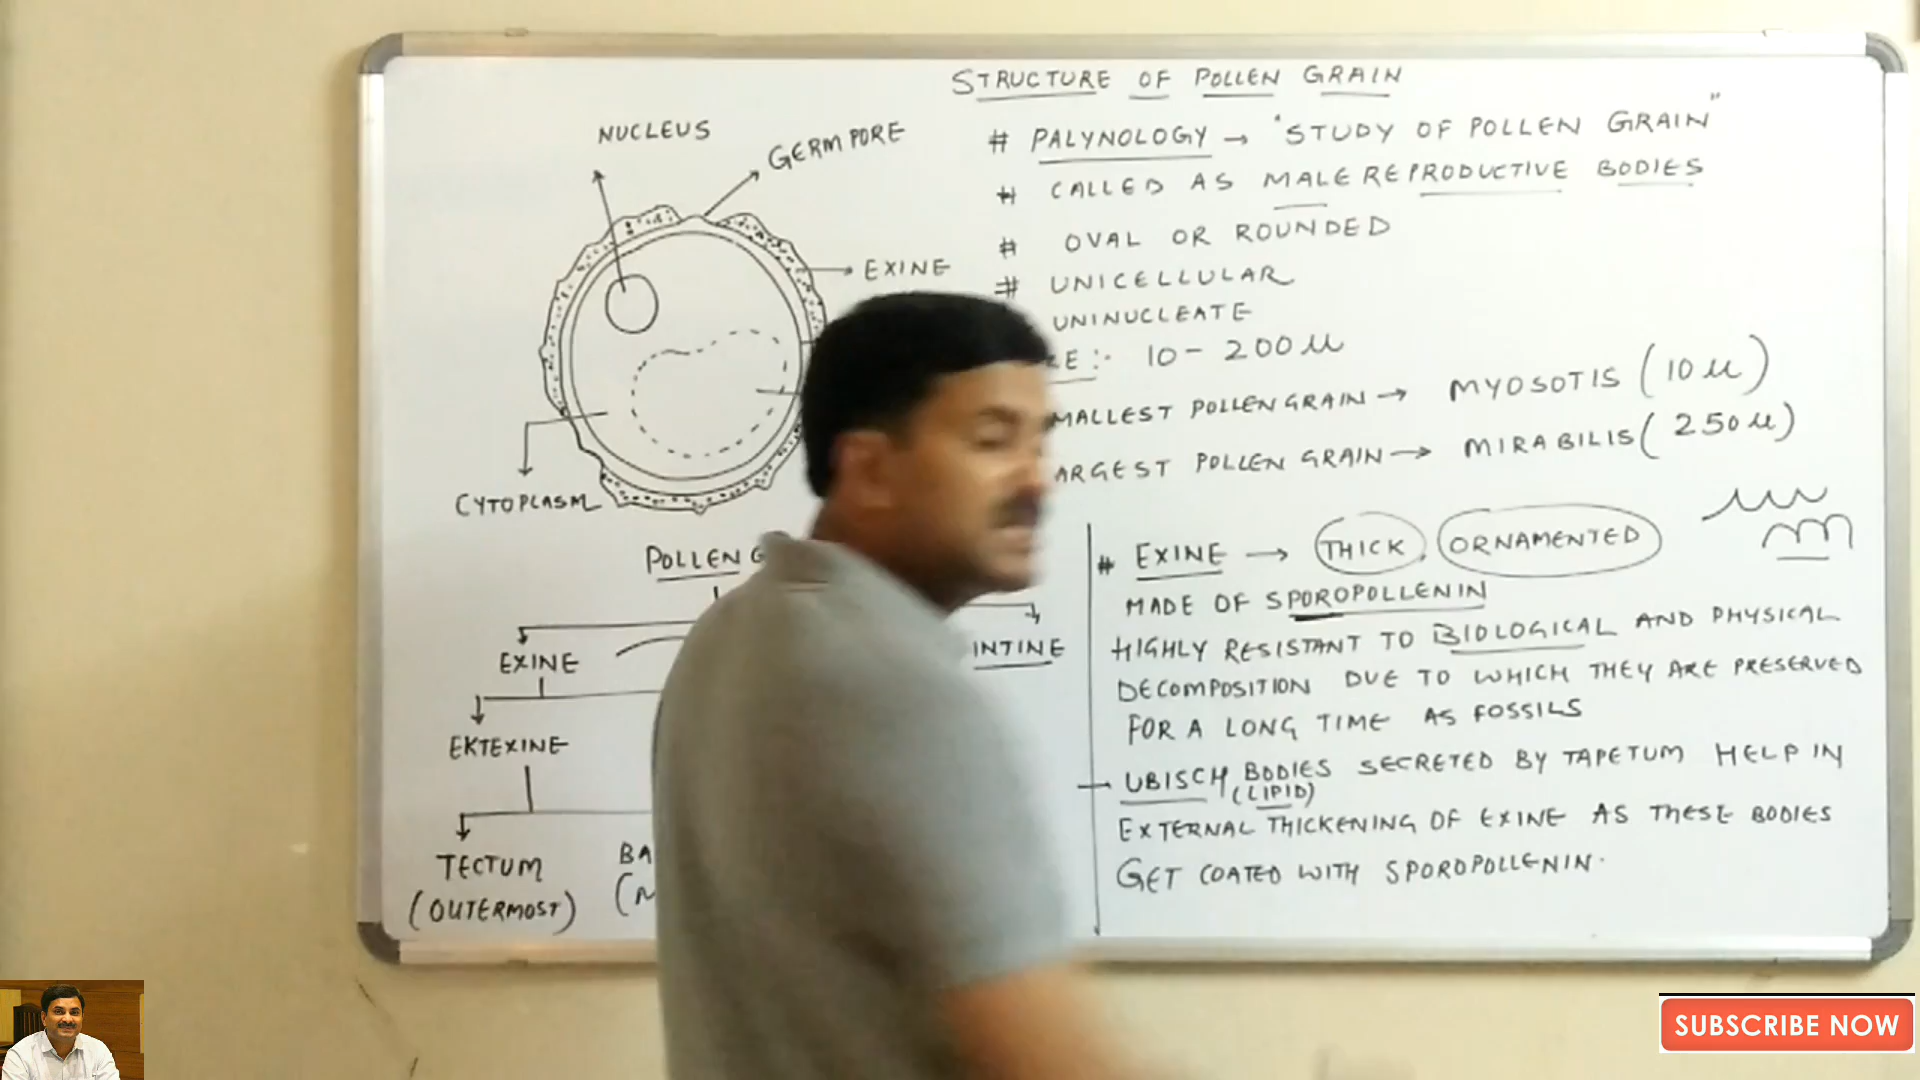 STRUCTURE OF POLLEN GRAIN
NUCLEUS
GERM PORE
EXINE
CYTOPLASM
# PALYNOLOGY → "STUDY OF POLLEN GRAIN"
# CALLED AS MALE REPRODUCTIVE BODIES
# OVAL OR ROUNDED
# UNICELLULAR
UNINUCLEATE
10 - 200 μ
POLLEN GRAIN → MYOSOTIS (10 μ)
POLLEN GRAIN → MIRABILIS (250 μ)
POLLEN
EXINE
INTINE
EKTEXINE
TECTUM
(OUTERMOST)
# EXINE → THICK, ORNAMENTED
MADE OF SPOROPOLLENIN
HIGHLY RESISTANT TO BIOLOGICAL AND PHYSICAL
DECOMPOSITION DUE TO WHICH THEY ARE PRESERVED
FOR A LONG TIME AS FOSSILS
→ UBISCH BODIES SECRETED BY TAPETUM HELP IN
(LIPID)
EXTERNAL THICKENING OF EXINE AS THESE BODIES
GET COATED WITH SPOROPOLLENIN.
SUBSCRIBE NOW